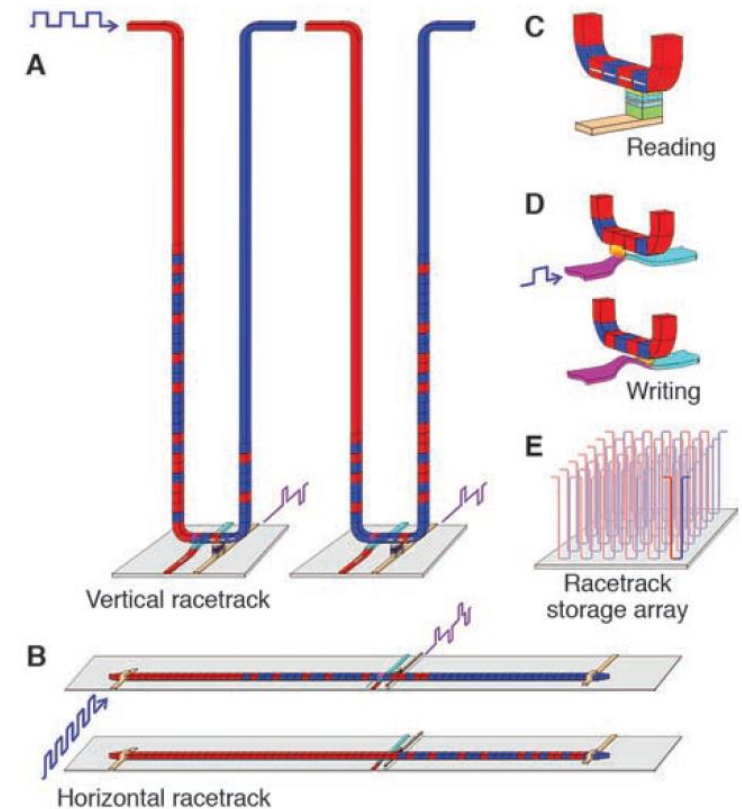 A
C
Reading
D
Writing
E
Vertical racetrack
Racetrack
storage array
B
Horizontal racetrack